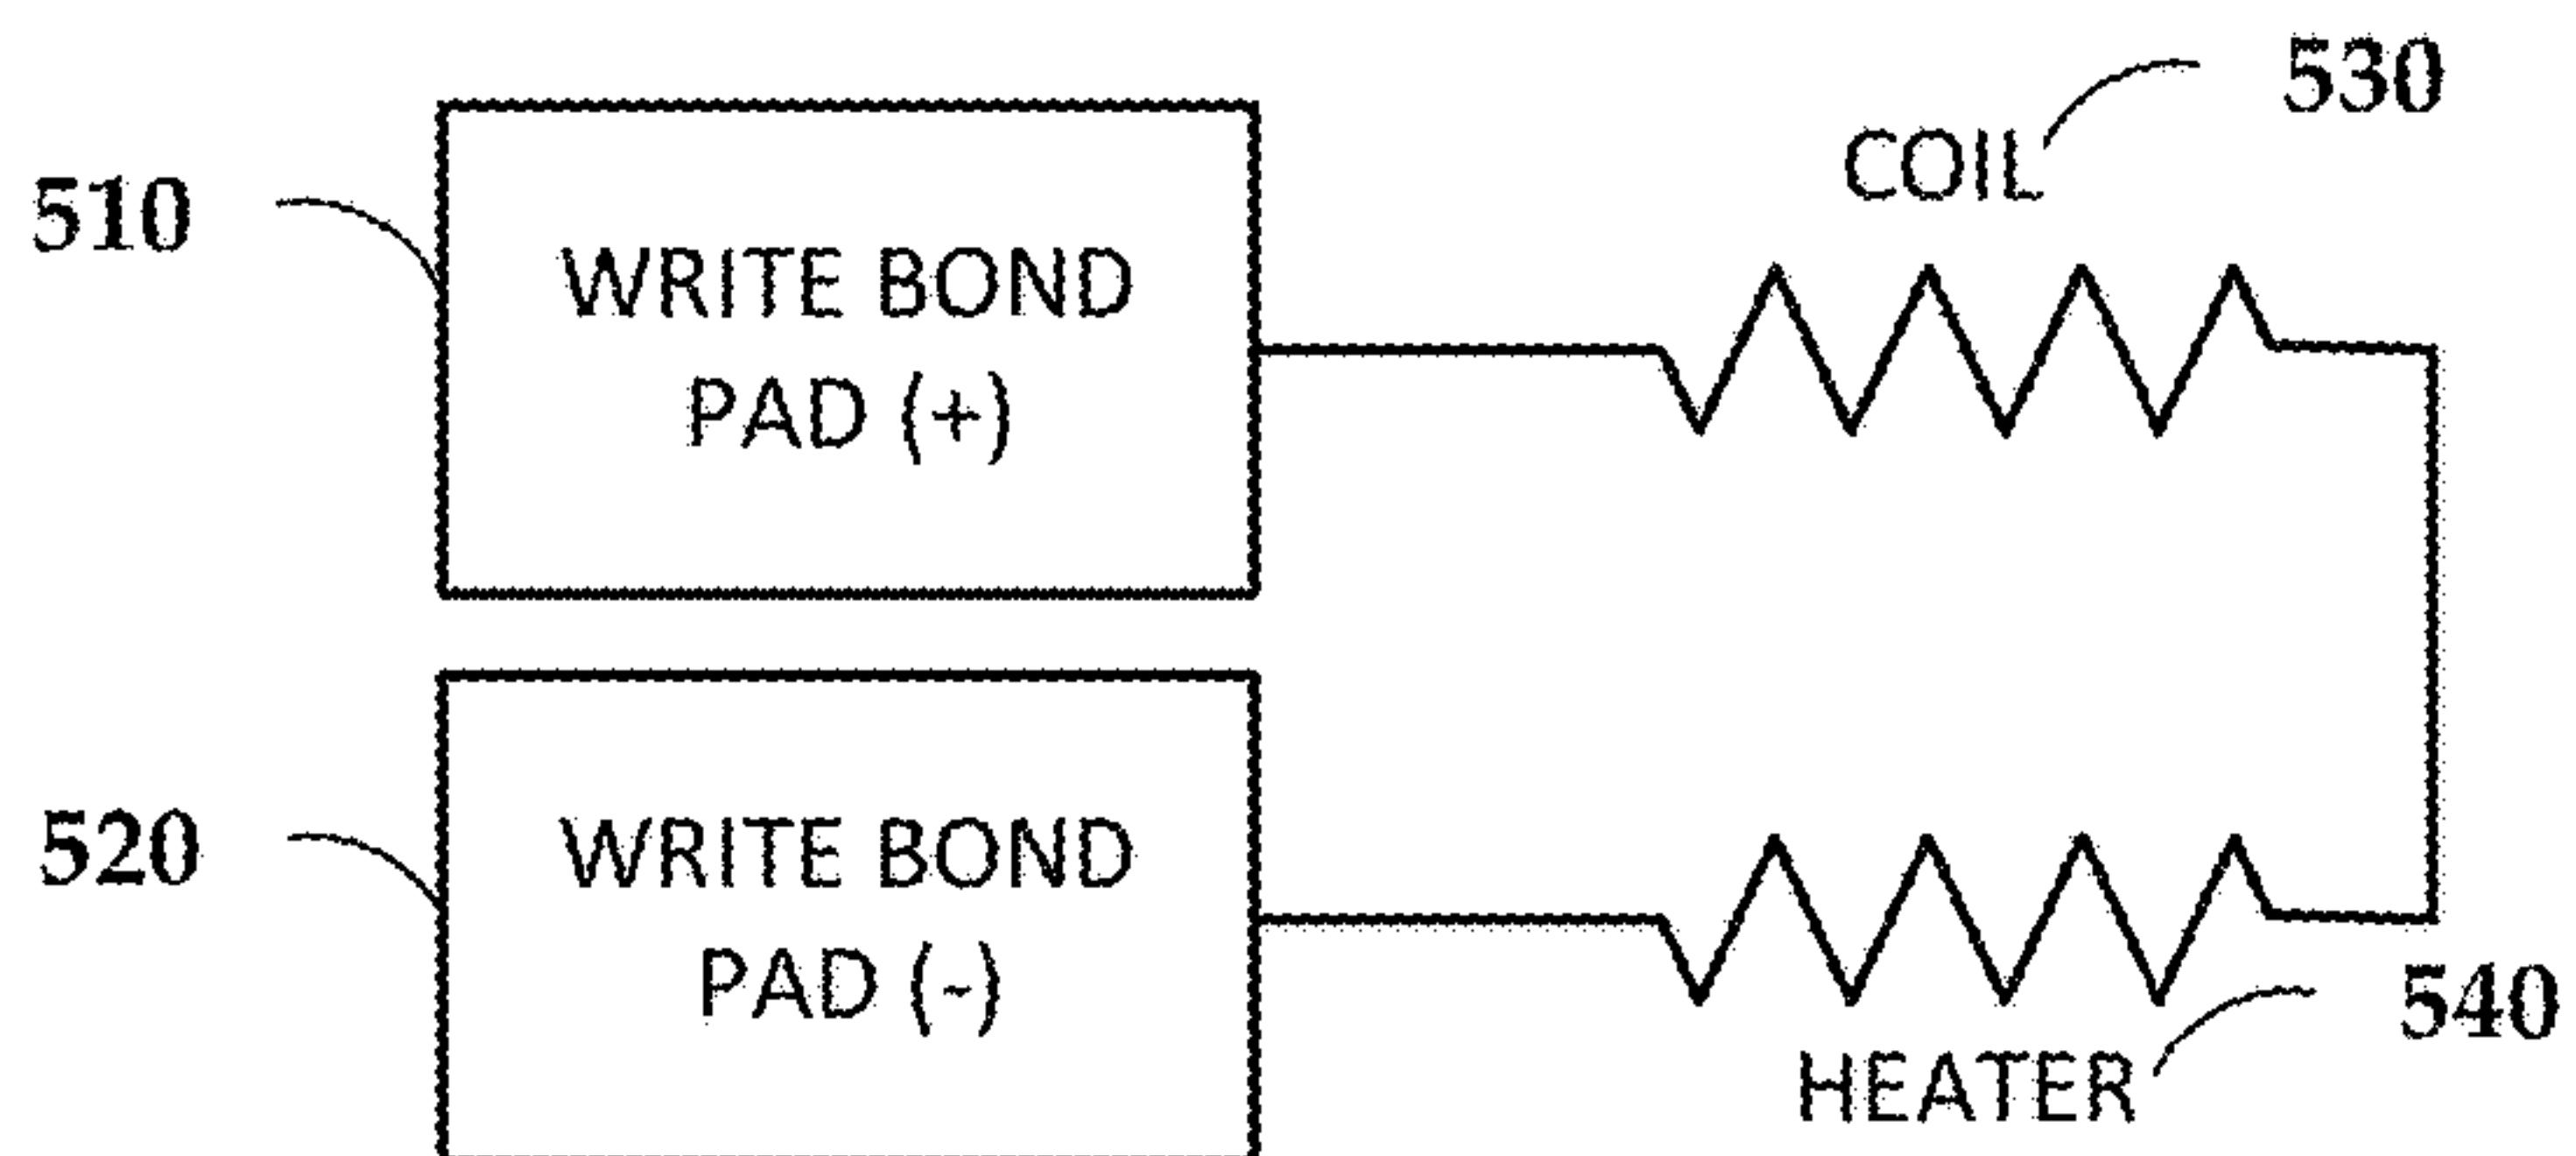 530
COIL
510
WRITE BOND
PAD (+)
520
WRITE BOND
PAD (-)
540
HEATER